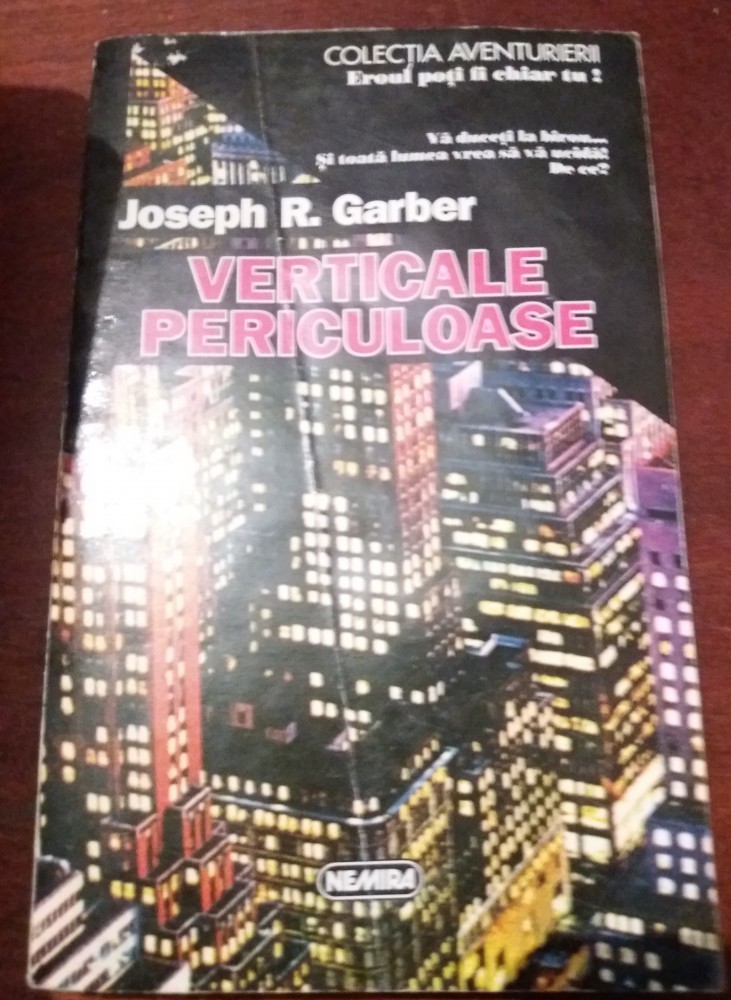 COLECȚIA AVENTURIERII
Eroul poți fi chiar tu!
Vă duceți la birou...
Și toată lumea vrea să vă ucidă!
De ce?
Joseph R. Garber
VERTICALE
PERICULOASE
NEMIRA